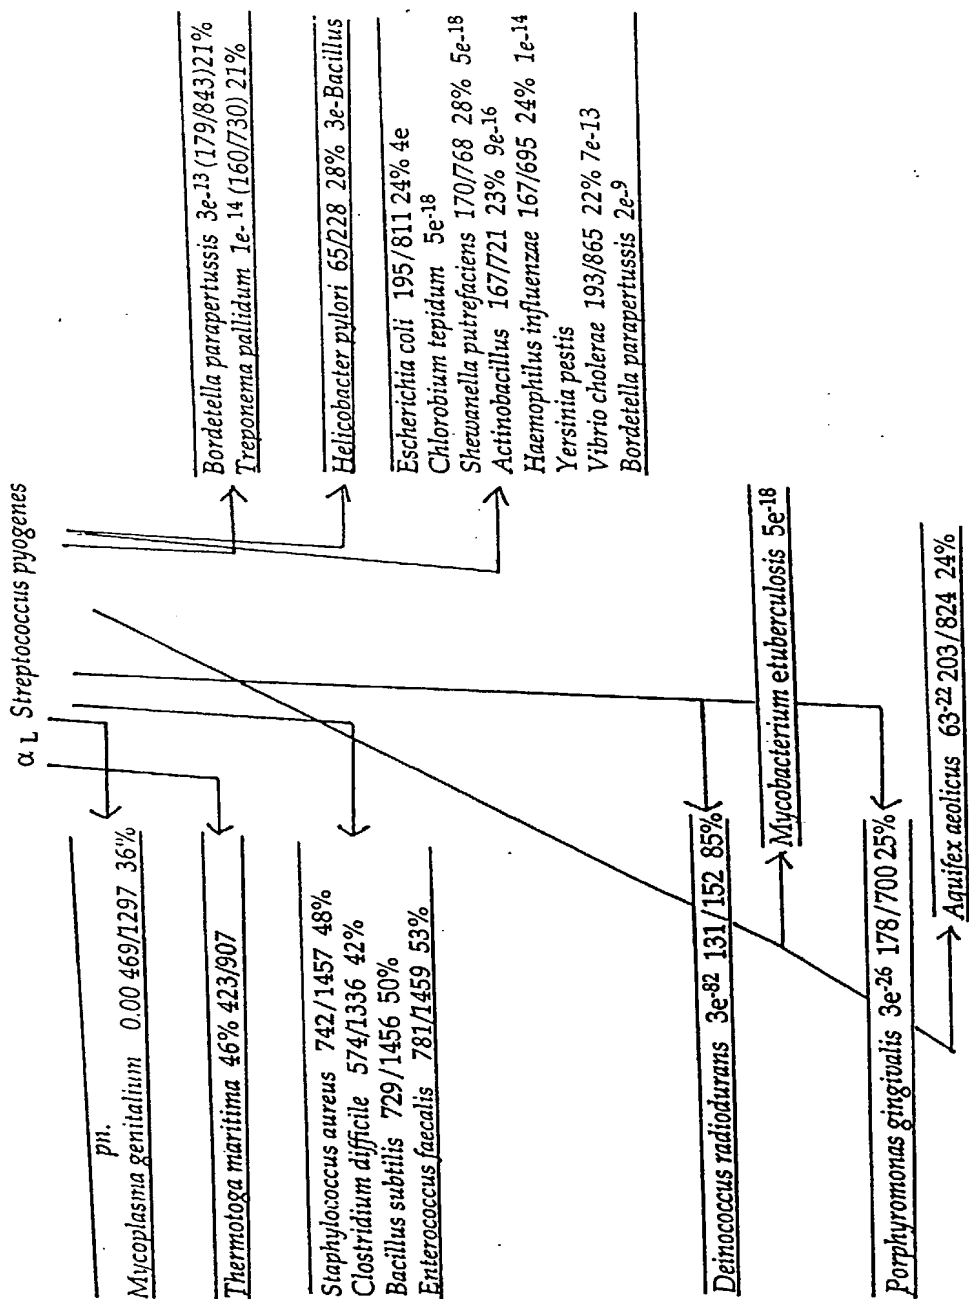 α L Streptococcus pyogenes
pn.
Mycoplasma genitalium 0.00 469/1297 36%
Thermotoga maritima 46% 423/907
Staphylococcus aureus 742/1457 48%
Clostridium difficile 574/1336 42%
Bacillus subtilis 729/1456 50%
Enterococcus faecalis 781/1459 53%
Deinococcus radiodurans 3e-82 131/152 85%
Porphyromonas gingivalis 3e-26 178/700 25%
Bordetella parapertussis 3e-13 (179/843)21%
Treponema pallidum 1e-14 (160/730) 21%
Helicobacter pylori 65/228 28% 3e-Bacillus
Escherichia coli 195/811 24% 4e
Chlorobium tepidum 5e-18
Shewanella putrefaciens 170/768 28% 5e-18
Actinobacillus 167/721 23% 9e-16
Haemophilus influenzae 167/695 24% 1e-14
Yersinia pestis
Vibrio cholerae 193/865 22% 7e-13
Bordetella parapertussis 2e-9
Mycobacterium etuberculosis 5e-18
Aquifex aeolicus 63-22 203/824 24%